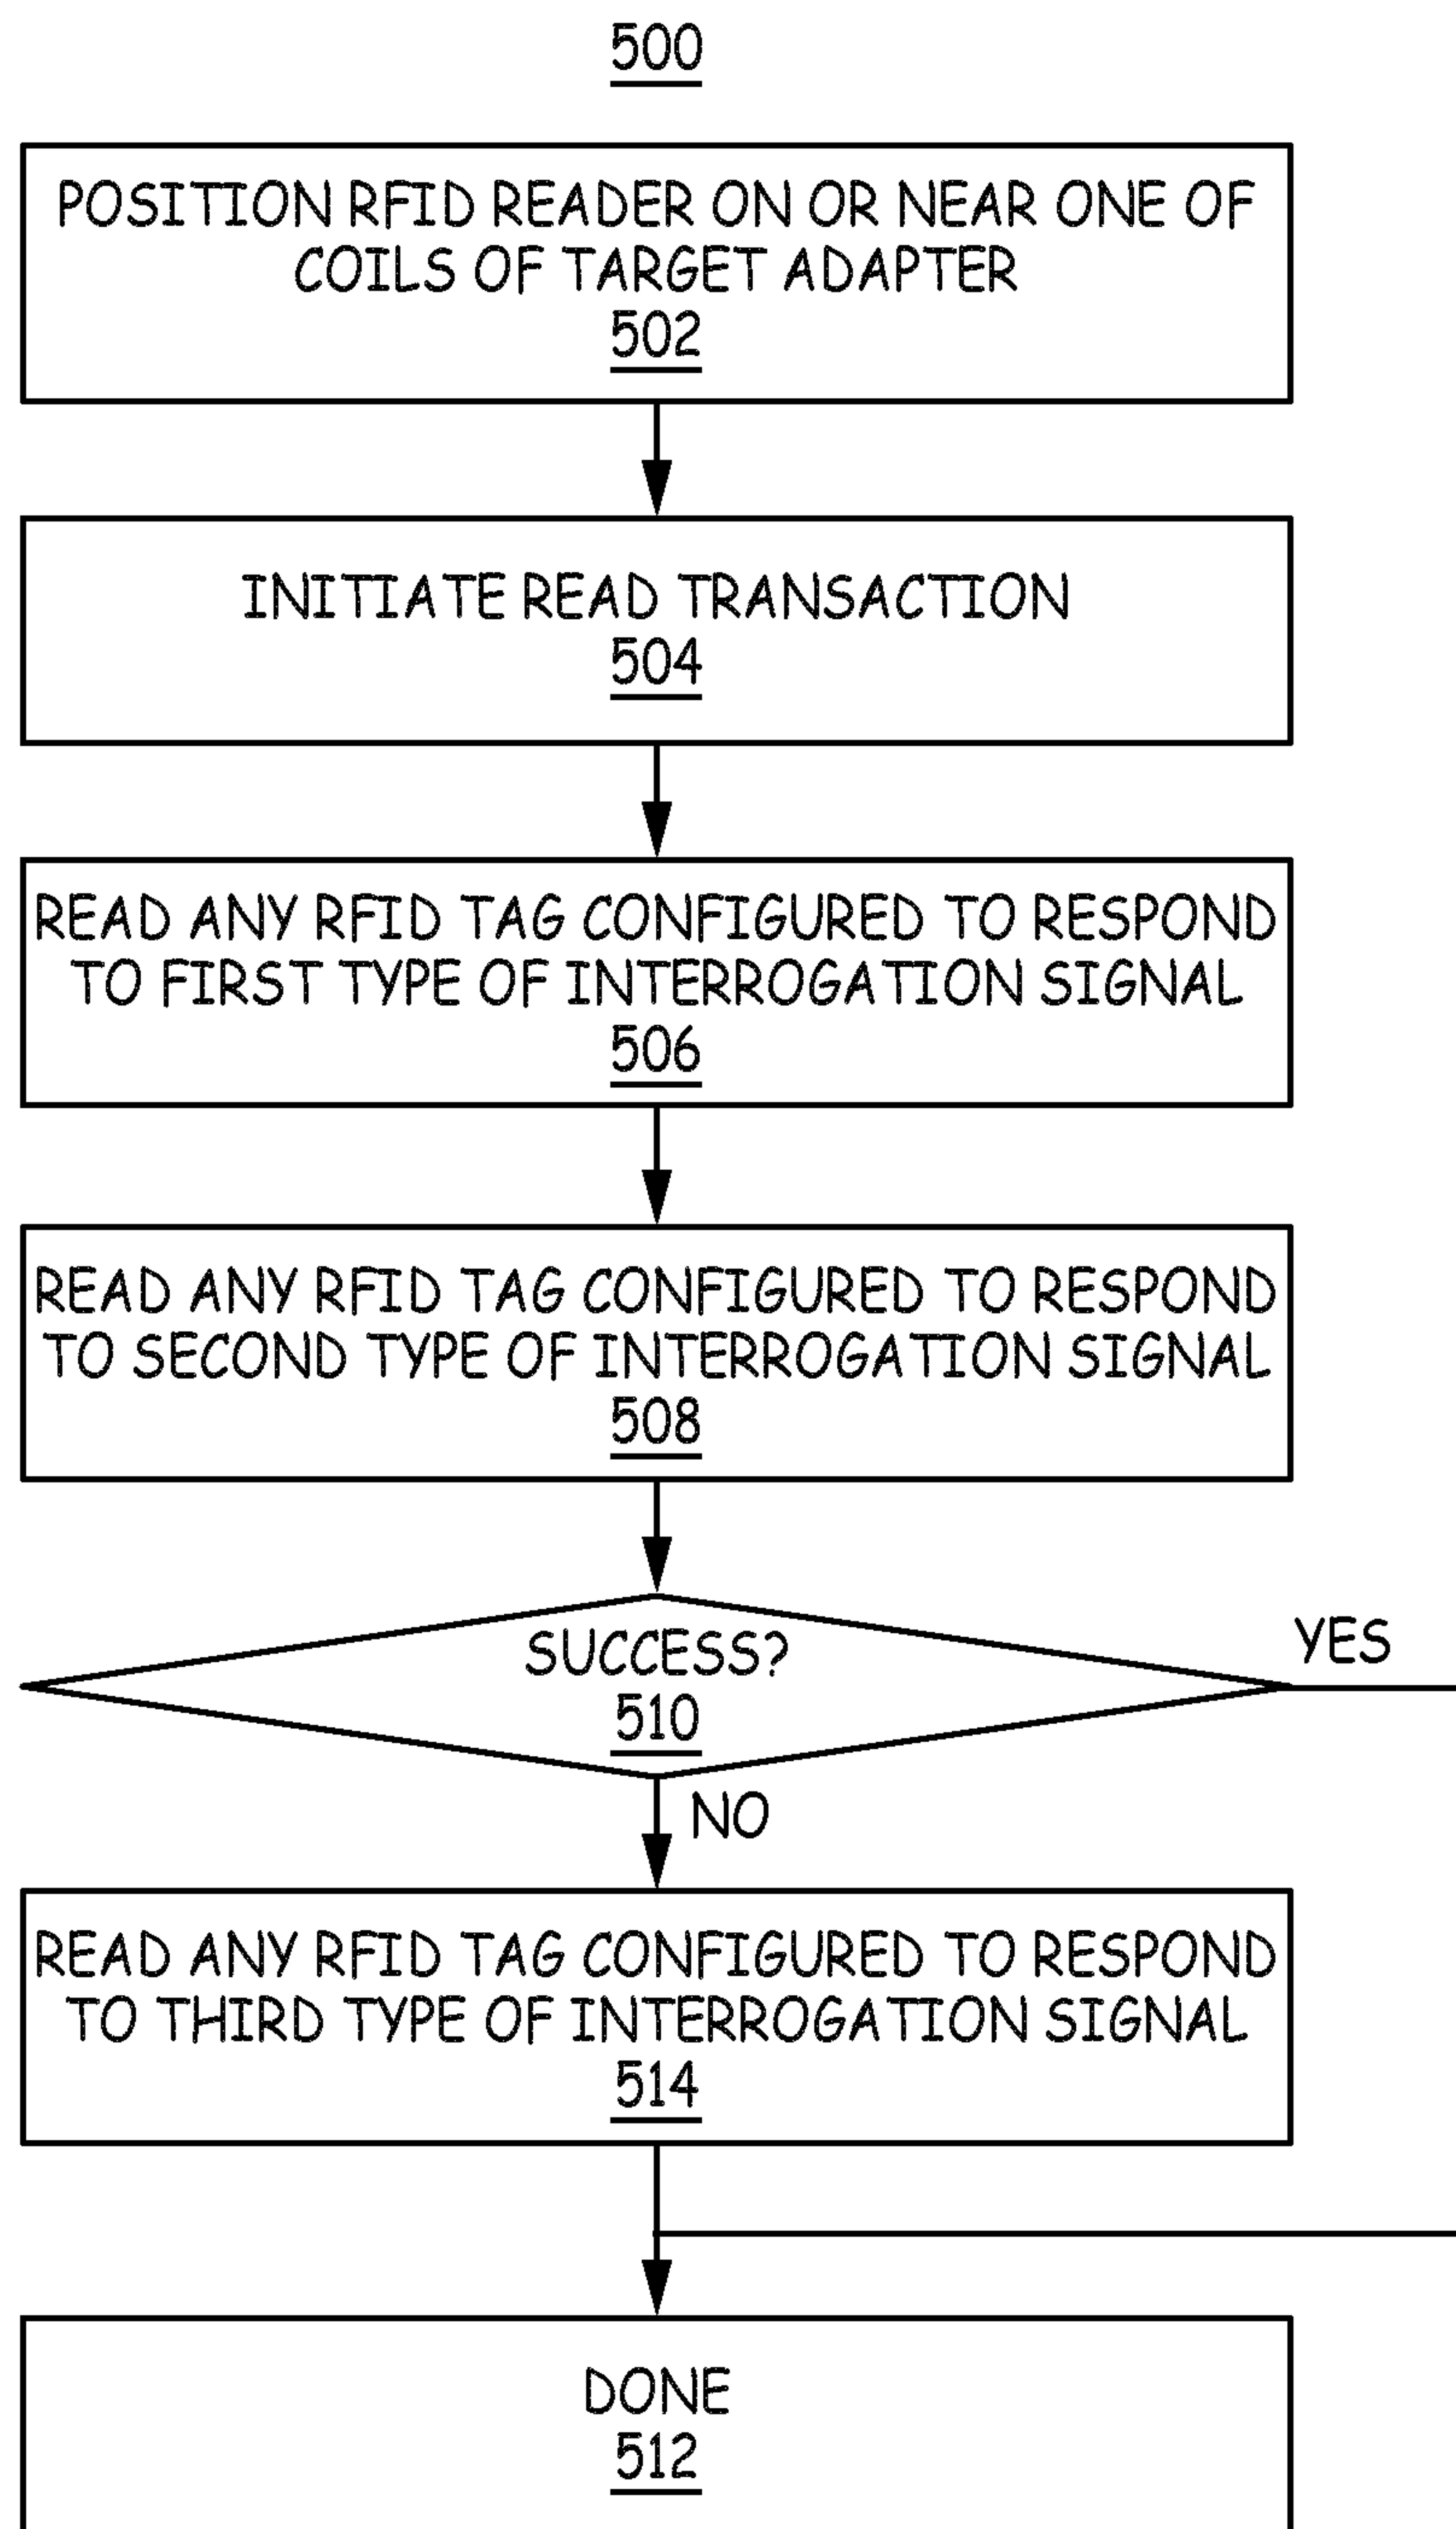 500
POSITION RFID READER ON OR NEAR ONE OF
COILS OF TARGET ADAPTER
502
INITIATE READ TRANSACTION
504
READ ANY RFID TAG CONFIGURED TO RESPOND
TO FIRST TYPE OF INTERROGATION SIGNAL
506
READ ANY RFID TAG CONFIGURED TO RESPOND
TO SECOND TYPE OF INTERROGATION SIGNAL
508
SUCCESS?
510
YES
NO
READ ANY RFID TAG CONFIGURED TO RESPOND
TO THIRD TYPE OF INTERROGATION SIGNAL
514
DONE
512